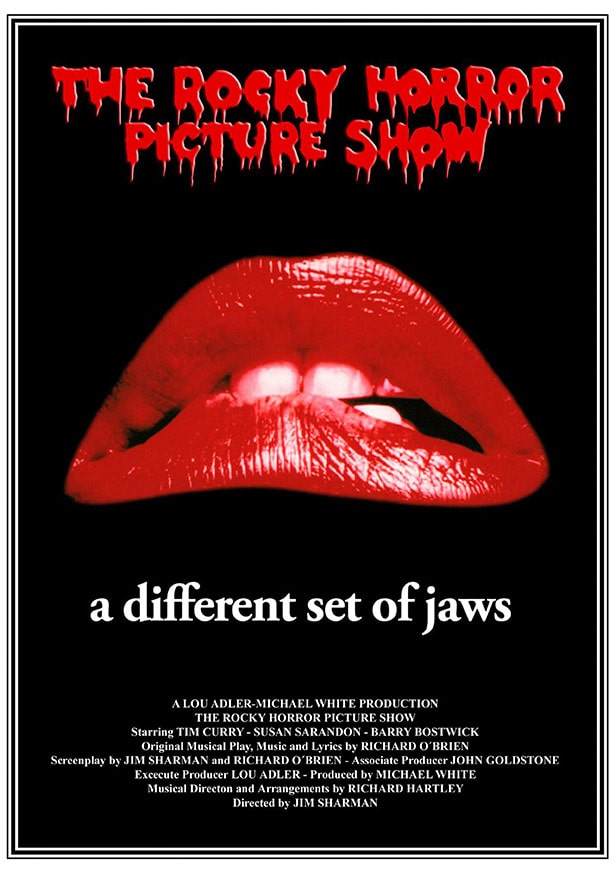 THE ROCKY HORROR
PICTURE SHOW
a different set of jaws
A LOU ADLER-MICHAEL WHITE PRODUCTION
THE ROCKY HORROR PICTURE SHOW
Starring TIM CURRY - SUSAN SARANDON - BARRY BOSTWICK
Original Musical Play, Music and Lyrics by RICHARD O´BRIEN
Screenplay by JIM SHARMAN and RICHARD O´BRIEN - Associate Producer JOHN GOLDSTONE
Excecute Producer LOU ADLER - Produced by MICHAEL WHITE
Musical Directon and Arrangements by RICHARD HARTLEY
Directed by JIM SHARMAN